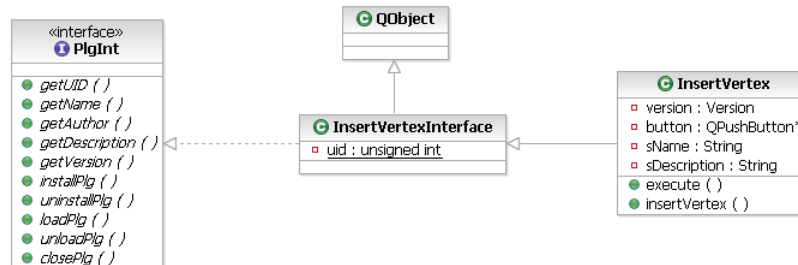 «interface»
PlgInt
getUID ( )
getName ( )
getAuthor ( )
getDescription ( )
getVersion ( )
installPlg ( )
uninstallPlg ( )
loadPlg ( )
unloadPlg ( )
closePlg ( )
QObject
InsertVertexInterface
uid : unsigned int
InsertVertex
version : Version
button : QPushButton*
sName : String
sDescription : String
execute ( )
insertVertex ( )